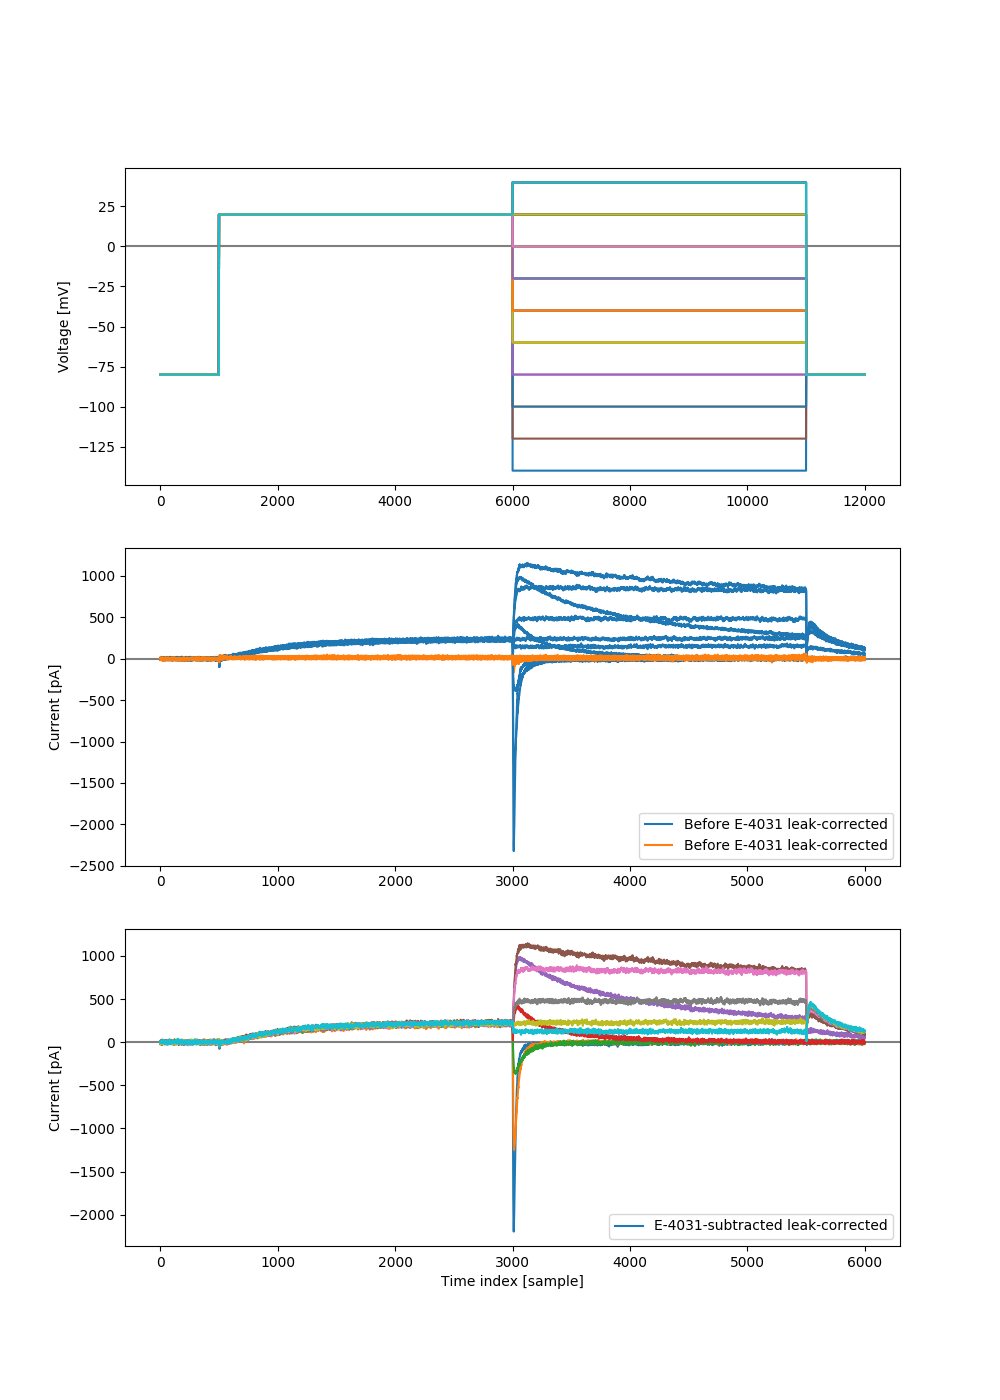 Voltage [mV]
25
0
−25
−50
−75
−100
−125
0 2000 4000 6000 8000 10000 12000
Current [pA]
1000
500
0
−500
−1000
−1500
−2000
−2500
Before E-4031 leak-corrected
Before E-4031 leak-corrected
0 1000 2000 3000 4000 5000 6000
Current [pA]
1000
500
0
−500
−1000
−1500
−2000
E-4031-subtracted leak-corrected
0 1000 2000 3000 4000 5000 6000
Time index [sample]